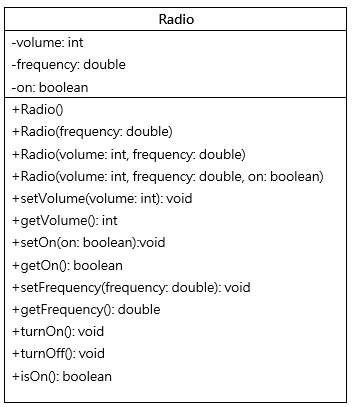 Radio
-volume: int
-frequency: double
-on: boolean
+Radio()
+Radio(frequency: double)
+Radio(volume: int, frequency: double)
+Radio(volume: int, frequency: double, on: boolean)
+setVolume(volume: int): void
+getVolume(): int
+setOn(on: boolean):void
+getOn(): boolean
+setFrequency(frequency: double): void
+getFrequency(): double
+turnOn(): void
+turnOff(): void
+isOn(): boolean